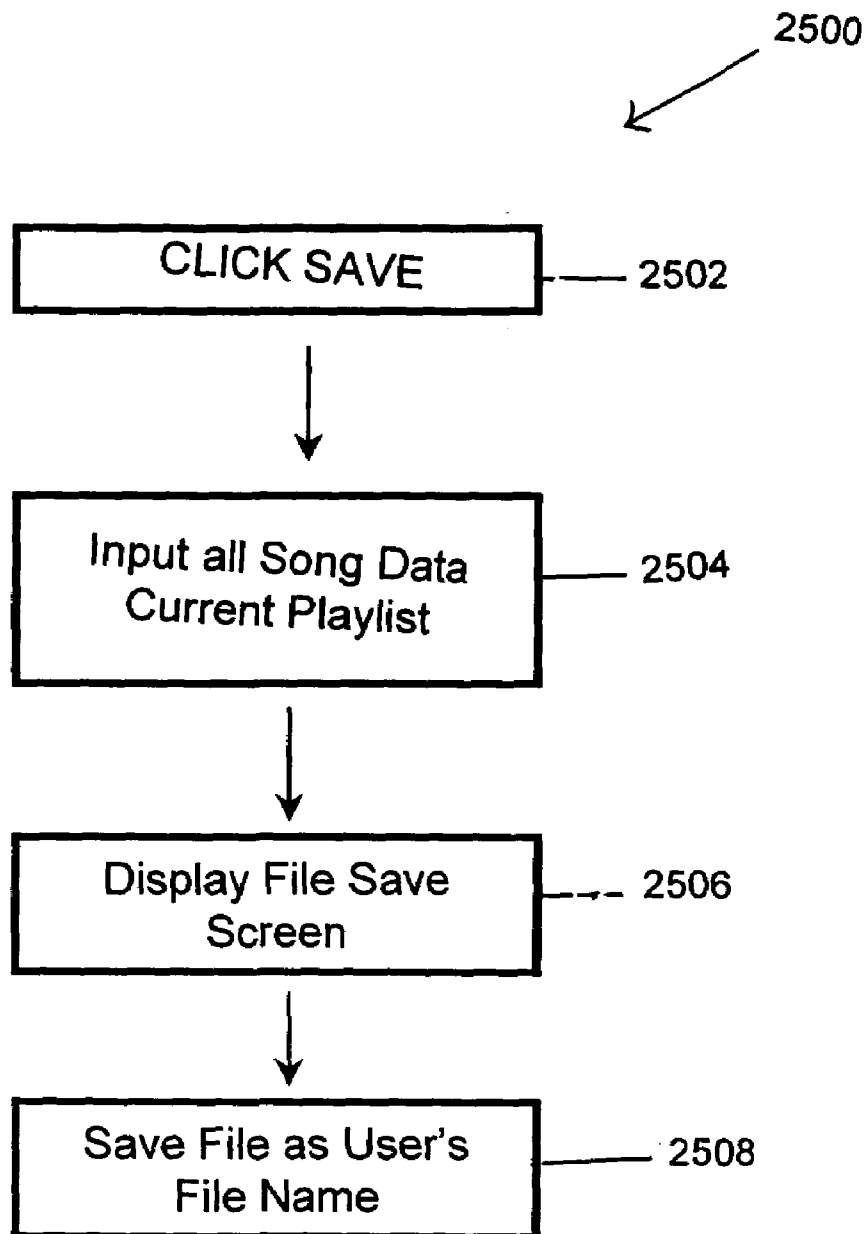 2500
CLICK SAVE
2502
Input all Song Data
Current Playlist
2504
Display File Save
Screen
2506
Save File as User's
File Name
2508